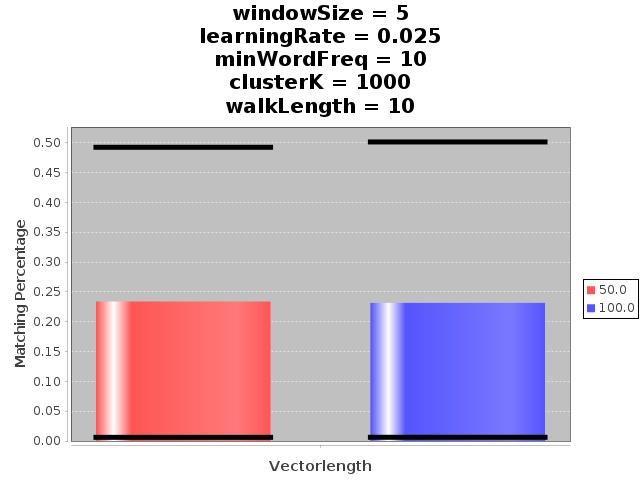 windowSize = 5
learningRate = 0.025
minWordFreq = 10
clusterK = 1000
walkLength = 10
0.50
0.45
0.40
0.35
0.30
0.25
0.20
0.15
0.10
0.05
0.00
Matching Percentage
Vectorlength
50.0
100.0